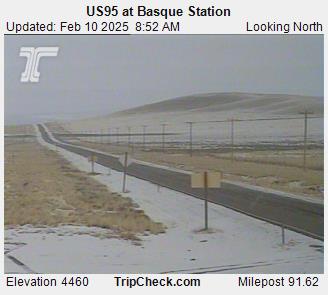 US95 at Basque Station
Updated: Feb 10 2025 8:52 AM Looking North
Elevation 4460 TripCheck.com Milepost 91.62